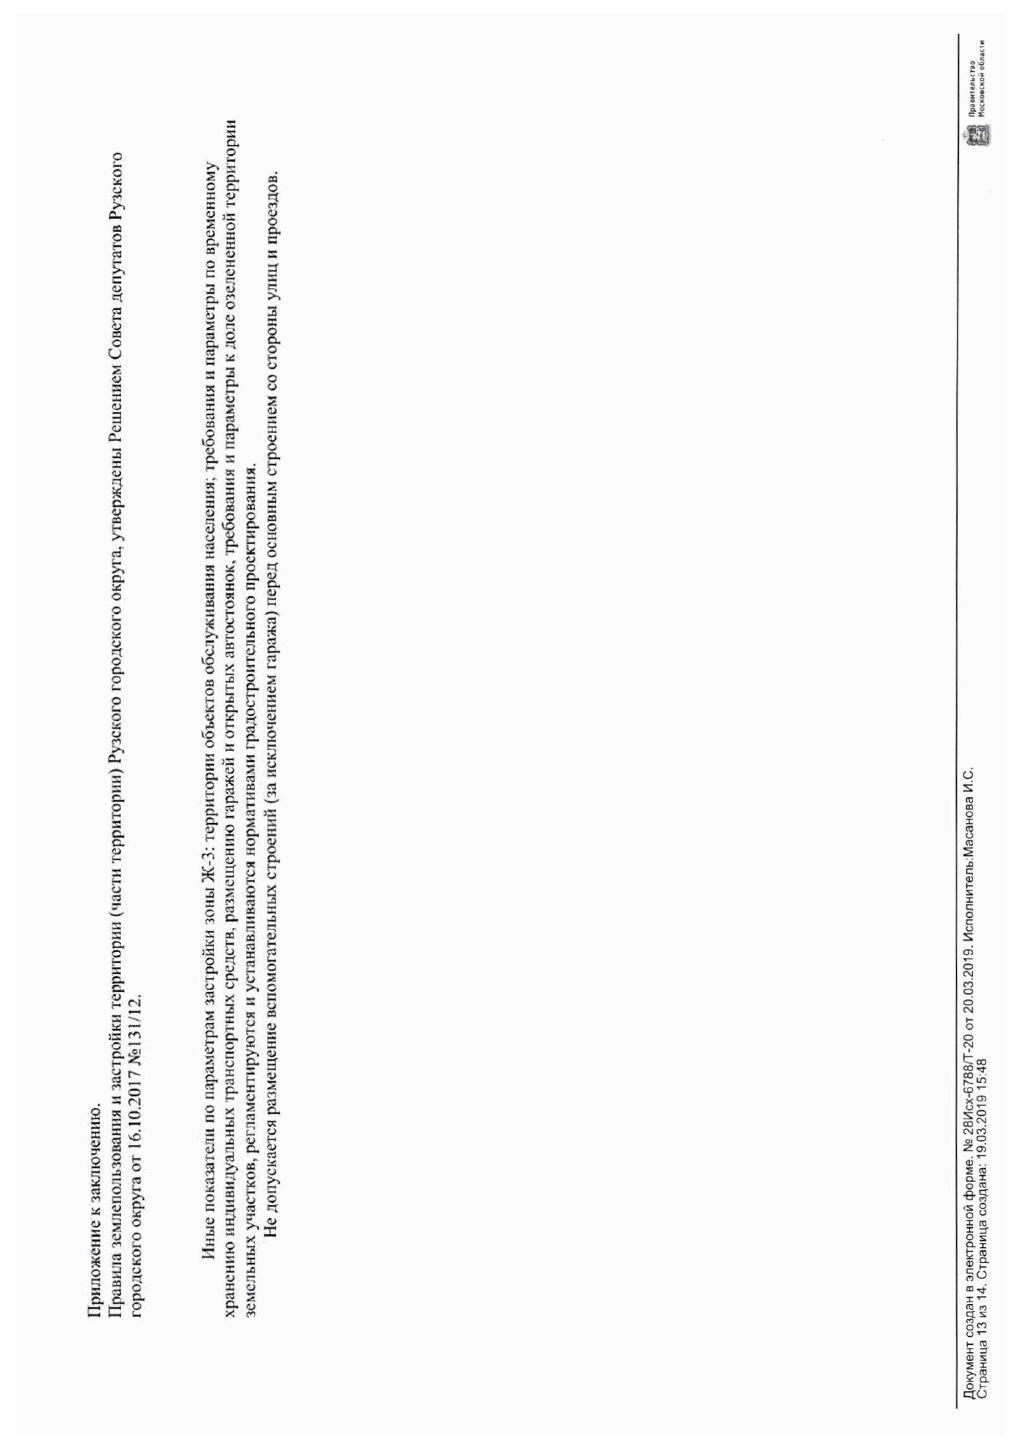 Приложение к заключению.
Правила землепользования и застройки территории (части территории) Рузского городского округа, утверждены Решением Совета депутатов Рузского
городского округа от 16.10.2017 №131/12.
Иные показатели по параметрам застройки зоны Ж-3: территории объектов обслуживания населения; требования и параметры по временному
хранению индивидуальных транспортных средств, размещению гаражей и открытых автостоянок, требования и параметры к доле озелененной территории
земельных участков, регламентируются и устанавливаются нормативами градостроительного проектирования.
Не допускается размещение вспомогательных строений (за исключением гаража) перед основным строением со стороны улиц и проездов.
Документ создан в электронной форме. № 28Исх-6788/Т-20 от 20.03.2019. Исполнитель:Масанова И.С.
Страница 13 из 14. Страница создана: 19.03.2019 15:48
Правительство
Московской области